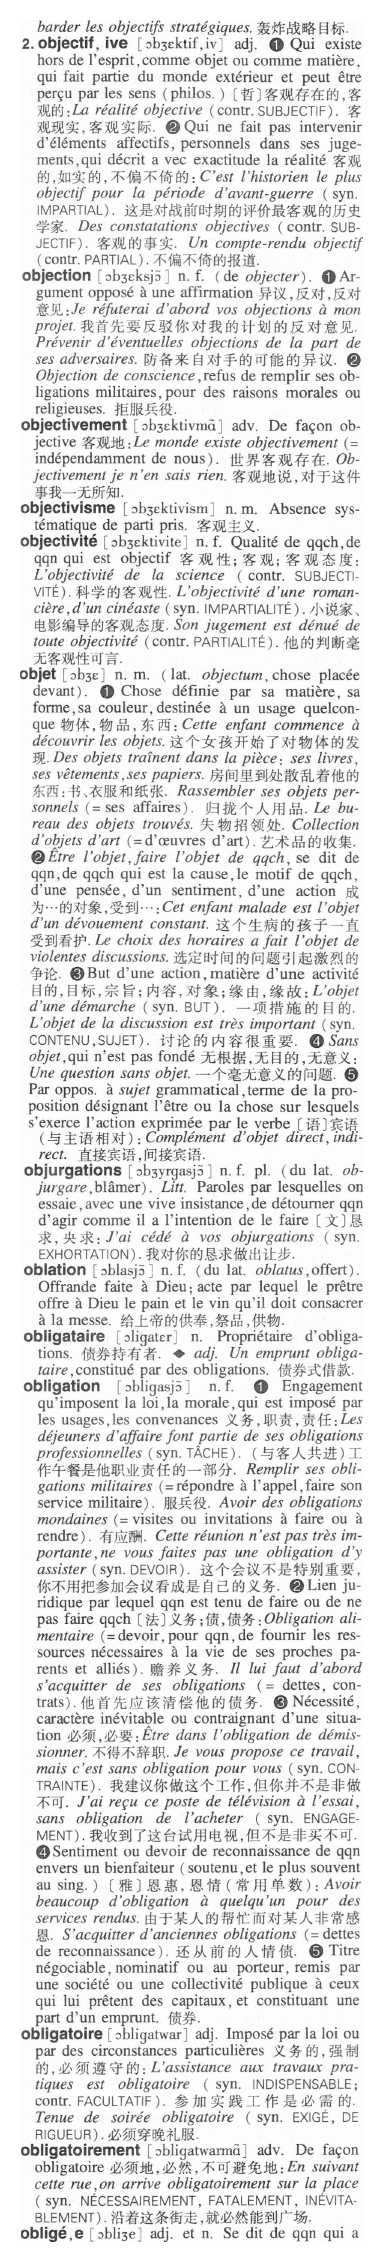 barder les objectifs stratégiques. 轰炸战略目标.
2. objectif, ive [ɔbʒɛktif, iv] adj. ❶ Qui existe
hors de l'esprit, comme objet ou comme matière,
qui fait partie du monde extérieur et peut être
perçu par les sens (philos.) [哲]客观存在的,客
观的: La réalité objective (contr. SUBJECTIF). 客
观现实,客观实际. ❷ Qui ne fait pas intervenir
d'éléments affectifs, personnels dans ses juge-
ments, qui décrit a vec exactitude la réalité 客观
的,如实的,不偏不倚的: C'est l'historien le plus
objectif pour la période d'avant-guerre (syn.
IMPARTIAL). 这是对战前时期的评价最客观的历史
学家. Des constatations objectives (contr. SUB-
JECTIF). 客观的事实. Un compte-rendu objectif
(contr. PARTIAL). 不偏不倚的报道.
objection [ɔbʒɛksjɔ̃] n. f. (de objecter). ❶ Ar-
gument opposé à une affirmation 异议,反对,反对
意见: Je réfuterai d'abord vos objections à mon
projet. 我首先要反驳你对我的计划的反对意见.
Prévenir d'éventuelles objections de la part de
ses adversaires. 防备来自对手的可能的异议. ❷
Objection de conscience, refus de remplir ses ob-
ligations militaires, pour des raisons morales ou
religieuses. 拒服兵役.
objectivement [ɔbʒɛktivmɑ̃] adv. De façon ob-
jective 客观地: Le monde existe objectivement (=
indépendamment de nous). 世界客观存在. Ob-
jectivement je n'en sais rien. 客观地说,对于这件
事我一无所知.
objectivisme [ɔbʒɛktivism] n. m. Absence sys-
tématique de parti pris. 客观主义.
objectivité [ɔbʒɛktivite] n. f. Qualité de qqch, de
qqn qui est objectif 客观性;客观;客观态度:
L'objectivité de la science (contr. SUBJECTI-
VITÉ). 科学的客观性. L'objectivité d'une roman-
cière, d'un cinéaste (syn. IMPARTIALITÉ). 小说家、
电影编导的客观态度. Son jugement est dénué de
toute objectivité (contr. PARTIALITÉ). 他的判断毫
无客观性可言.
objet [ɔbʒɛ] n. m. (lat. objectum, chose placée
devant). ❶ Chose définie par sa matière, sa
forme, sa couleur, destinée à un usage quelcon-
que 物体,物品,东西: Cette enfant commence à
découvrir les objets. 这个女孩开始了对物体的发
现. Des objets traînent dans la pièce: ses livres,
ses vêtements, ses papiers. 房间里到处散乱着他的
东西:书、衣服和纸张. Rassembler ses objets per-
sonnels (= ses affaires). 归拢个人用品. Le bu-
reau des objets trouvés. 失物招领处. Collection
d'objets d'art (= d'œuvres d'art). 艺术品的收集.
❷ Être l'objet, faire l'objet de qqch, se dit de
qqn, de qqch qui est la cause, le motif de qqch,
d'une pensée, d'un sentiment, d'une action 成
为…的对象,受到…: Cet enfant malade est l'objet
d'un dévouement constant. 这个生病的孩子一直
受到看护. Le choix des horaires a fait l'objet de
violentes discussions. 选定时间的问题引起激烈的
争论. ❸ But d'une action, matière d'une activité
目的,目标,宗旨;内容,对象;缘由,缘故: L'objet
d'une démarche (syn. BUT). 一项措施的目的.
L'objet de la discussion est très important (syn.
CONTENU, SUJET). 讨论的内容很重要. ❹ Sans
objet, qui n'est pas fondé 无根据,无目的,无意义:
Une question sans objet. 一个毫无意义的问题. ❺
Par oppos. à sujet grammatical, terme de la pro-
position désignant l'être ou la chose sur lesquels
s'exerce l'action exprimée par le verbe [语]宾语
(与主语相对): Complément d'objet direct, indi-
rect. 直接宾语,间接宾语.
objurgations [ɔbʒyrgasjɔ̃] n. f. pl. (du lat. ob-
jurgare, blâmer). Litt. Paroles par lesquelles on
essaie, avec une vive insistance, de détourner qqn
d'agir comme il a l'intention de le faire [文]恳
求,央求: J'ai cédé à vos objurgations (syn.
EXHORTATION). 我对你的恳求做出让步.
oblation [ɔblasjɔ̃] n. f. (du lat. oblatus, offert).
Offrande faite à Dieu; acte par lequel le prêtre
offre à Dieu le pain et le vin qu'il doit consacrer
à la messe. 给上帝的供奉,祭品,供物.
obligataire [ɔligatɛr] n. Propriétaire d'obliga-
tions. 债券持有者. ◆ adj. Un emprunt obliga-
taire, constitué par des obligations. 债券式借款.
obligation [ɔbligasjɔ̃] n. f. ❶ Engagement
qu'imposent la loi, la morale, qui est imposé par
les usages, les convenances 义务,职责,责任: Les
déjeuners d'affaire font partie de ses obligations
professionnelles (syn. TÂCHE). (与客人共进)工
作午餐是他职业责任的一部分. Remplir ses obli-
gations militaires (= répondre à l'appel, faire son
service militaire). 服兵役. Avoir des obligations
mondaines (= visites ou invitations à faire ou à
rendre). 有应酬. Cette réunion n'est pas très im-
portante, ne vous faites pas une obligation d'y
assister (syn. DEVOIR). 这个会议不是特别重要,
你不用把参加会议看成是自己的义务. ❷ Lien ju-
ridique par lequel qqn est tenu de faire ou de ne
pas faire qqch [法]义务;债,债务: Obligation ali-
mentaire (= devoir, pour qqn, de fournir les res-
sources nécessaires à la vie de ses proches pa-
rents et alliés). 赡养义务. Il lui faut d'abord
s'acquitter de ses obligations (= dettes, con-
trats). 他首先应该清偿他的债务. ❸ Nécessité,
caractère inévitable ou contraignant d'une situa-
tion 必须,必要: Être dans l'obligation de démis-
sionner. 不得不辞职. Je vous propose ce travail,
mais c'est sans obligation pour vous (syn. CON-
TRAINTE). 我建议你做这个工作,但你并不是非做
不可. J'ai reçu ce poste de télévision à l'essai,
sans obligation de l'acheter (syn. ENGAGE-
MENT). 我收到了这台试用电视,但不是非买不可.
❹ Sentiment ou devoir de reconnaissance de qqn
envers un bienfaiteur (soutenu, et le plus souvent
au sing.) [雅]恩惠,恩情(常用单数): Avoir
beaucoup d'obligation à quelqu'un pour des
services rendus. 由于某人的帮忙而对某人非常感
恩. S'acquitter d'anciennes obligations (= dettes
de reconnaissance). 还从前的人情债. ❺ Titre
négociable, nominatif ou au porteur, remis par
une société ou une collectivité publique à ceux
qui lui prêtent des capitaux, et constituant une
part d'un emprunt. 债券.
obligatoire [ɔbligatwar] adj. Imposé par la loi ou
par des circonstances particulières 义务的,强制
的,必须遵守的: L'assistance aux travaux pra-
tiques est obligatoire (syn. INDISPENSABLE;
contr. FACULTATIF). 参加实践工作是必需的.
Tenue de soirée obligatoire (syn. EXIGÉ, DE
RIGUEUR). 必须穿晚礼服.
obligatoirement [ɔbligatwarmɑ̃] adv. De façon
obligatoire 必须地,必然,不可避免地: En suivant
cette rue, on arrive obligatoirement sur la place
(syn. NÉCESSAIREMENT, FATALEMENT, INÉVITA-
BLEMENT). 沿着这条街走,就必然能到广场.
obligé, e [ɔbliʒe] adj. et n. Se dit de qqn qui a